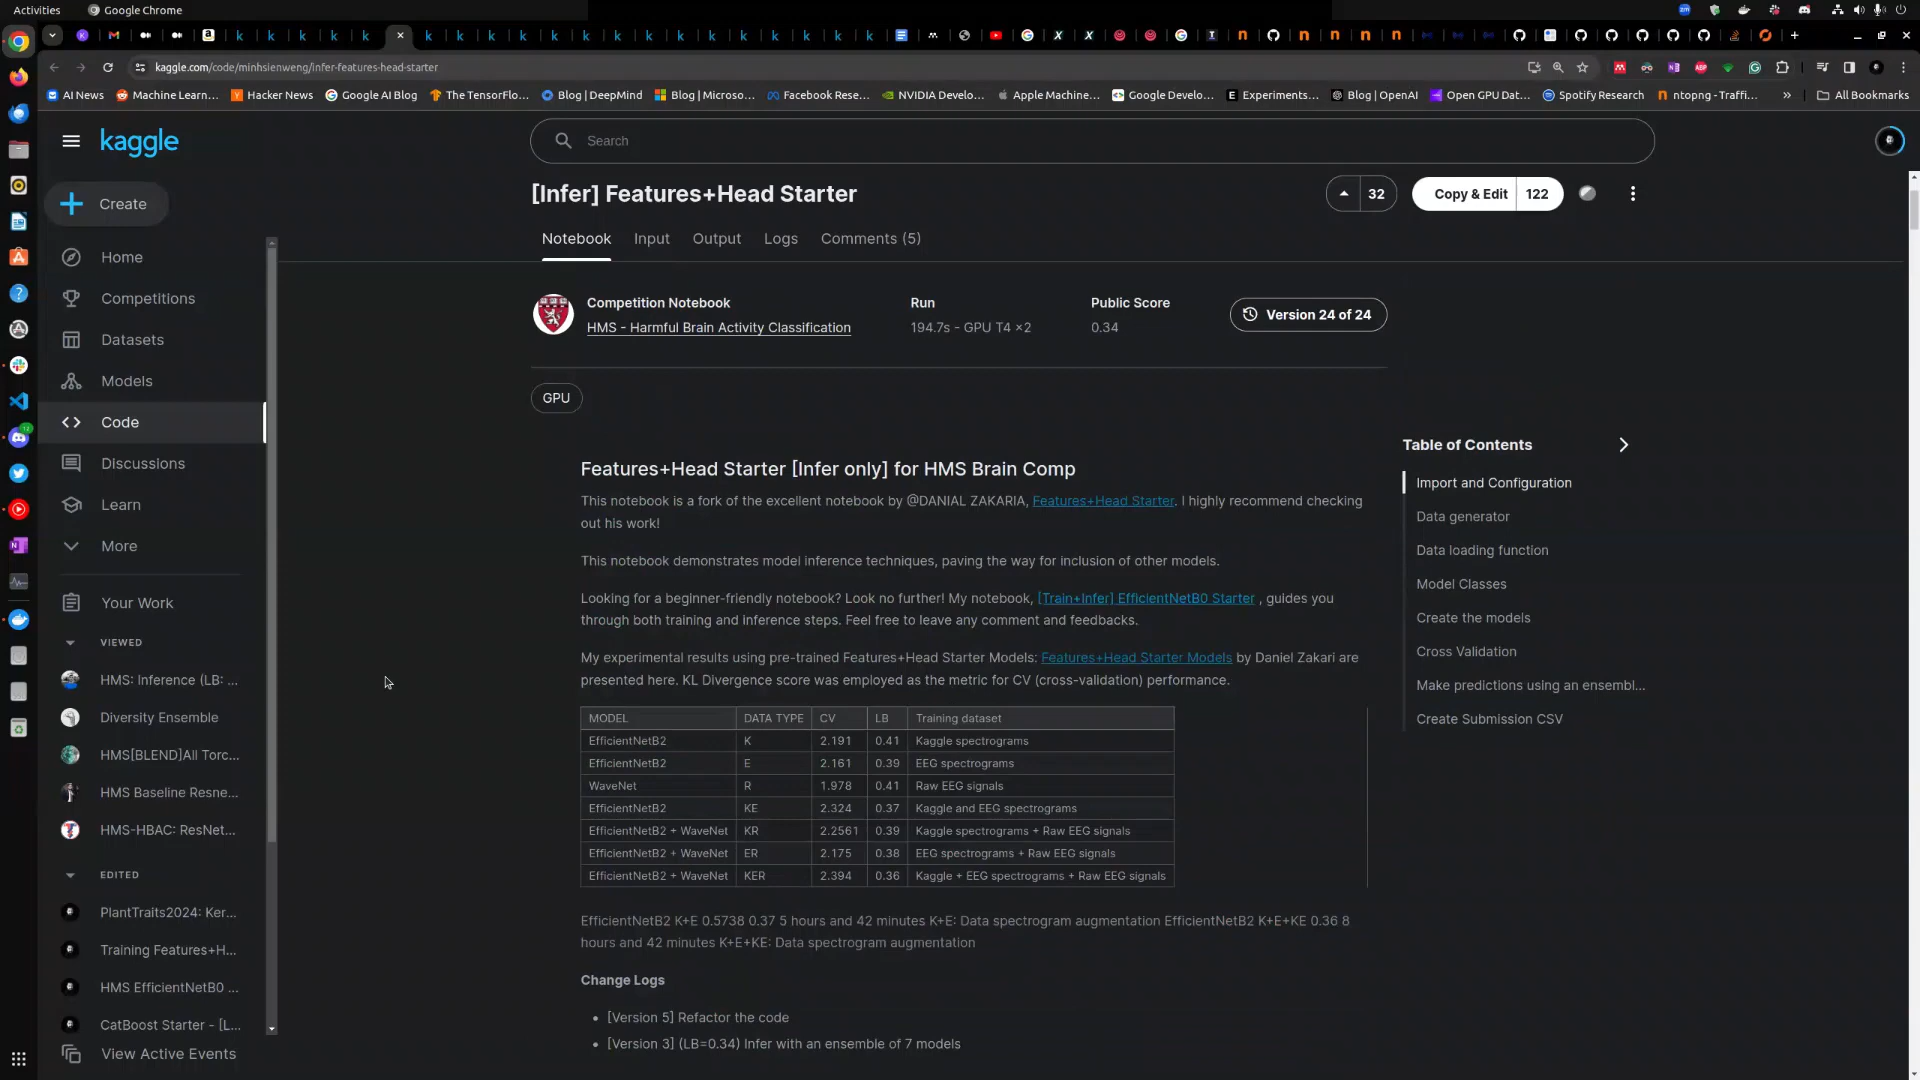 Activities
Google Chrome
kaggle.com/code/minhsienweng/infer-features-head-starter
AI News
Machine Learn...
Hacker News
Google AI Blog
The TensorFlo...
Blog | DeepMind
Blog | Microso...
Facebook Rese...
NVIDIA Develo...
Apple Machine...
Google Develo...
Experiments...
Blog | OpenAI
Open GPU Dat...
Spotify Research
ntopng - Traffi...
All Bookmarks
kaggle
Search
Create
Home
Competitions
Datasets
Models
Code
Discussions
Learn
More
Your Work
VIEWED
HMS: Inference (LB: ...
Diversity Ensemble
HMS[BLEND]All Torc...
HMS Baseline Resne...
HMS-HBAC: ResNet...
EDITED
PlantTraits2024: Ker...
Training Features+H...
HMS EfficientNetB0 ...
CatBoost Starter - [L...
View Active Events
[Infer] Features+Head Starter
32
Copy & Edit 122
Notebook Input Output Logs Comments (5)
Competition Notebook
HMS - Harmful Brain Activity Classification
Run
194.7s - GPU T4 ×2
Public Score
0.34
Version 24 of 24
GPU
Features+Head Starter [Infer only] for HMS Brain Comp
This notebook is a fork of the excellent notebook by @DANIAL ZAKARIA, Features+Head Starter. I highly recommend checking
out his work!
This notebook demonstrates model inference techniques, paving the way for inclusion of other models.
Looking for a beginner-friendly notebook? Look no further! My notebook, [Train+Infer] EfficientNetB0 Starter , guides you
through both training and inference steps. Feel free to leave any comment and feedbacks.
My experimental results using pre-trained Features+Head Starter Models: Features+Head Starter Models by Daniel Zakari are
presented here. KL Divergence score was employed as the metric for CV (cross-validation) performance.
MODEL DATA TYPE CV LB Training dataset
EfficientNetB2 K 2.191 0.41 Kaggle spectrograms
EfficientNetB2 E 2.161 0.39 EEG spectrograms
WaveNet R 1.978 0.41 Raw EEG signals
EfficientNetB2 KE 2.324 0.37 Kaggle and EEG spectrograms
EfficientNetB2 + WaveNet KR 2.2561 0.39 Kaggle spectrograms + Raw EEG signals
EfficientNetB2 + WaveNet ER 2.175 0.38 EEG spectrograms + Raw EEG signals
EfficientNetB2 + WaveNet KER 2.394 0.36 Kaggle + EEG spectrograms + Raw EEG signals
EfficientNetB2 K+E 0.5738 0.37 5 hours and 42 minutes K+E: Data spectrogram augmentation EfficientNetB2 K+E+KE 0.36 8
hours and 42 minutes K+E+KE: Data spectrogram augmentation
Change Logs
[Version 5] Refactor the code
[Version 3] (LB=0.34) Infer with an ensemble of 7 models
Table of Contents
Import and Configuration
Data generator
Data loading function
Model Classes
Create the models
Cross Validation
Make predictions using an ensembl...
Create Submission CSV